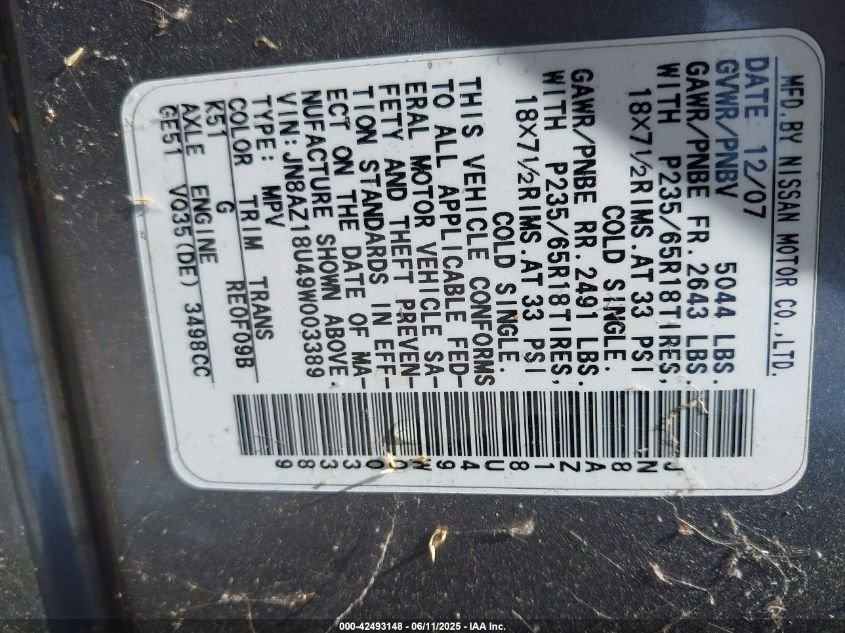 MFD.BY NISSAN MOTOR CO.,LTD.
DATE 12/07
GVWR/PNBV 5044 LBS.
GAWR/PNBE FR. 2643 LBS.
WITH P235/65R18TIRES,
18X7½RIMS.AT 33 PSI
COLD SINGLE.
GAWR/PNBE RR. 2491 LBS.
WITH P235/65R18TIRES,
18X7½RIMS.AT 33 PSI
COLD SINGLE.
THIS VEHICLE CONFORMS
TO ALL APPLICABLE FED-
ERAL MOTOR VEHICLE SA-
FETY AND THEFT PREVEN-
TION STANDARDS IN EFF-
ECT ON THE DATE OF MA-
NUFACTURE SHOWN ABOVE.
VIN: JN8AZ18U49W003389
TYPE: MPV
COLOR TRIM TRANS
K51 G RE0F09B
AXLE ENGINE
GE51 VQ35(DE) 3498CC
JN8AZ18U49W003389
000-42493148 - 06/11/2025 - IAA Inc.